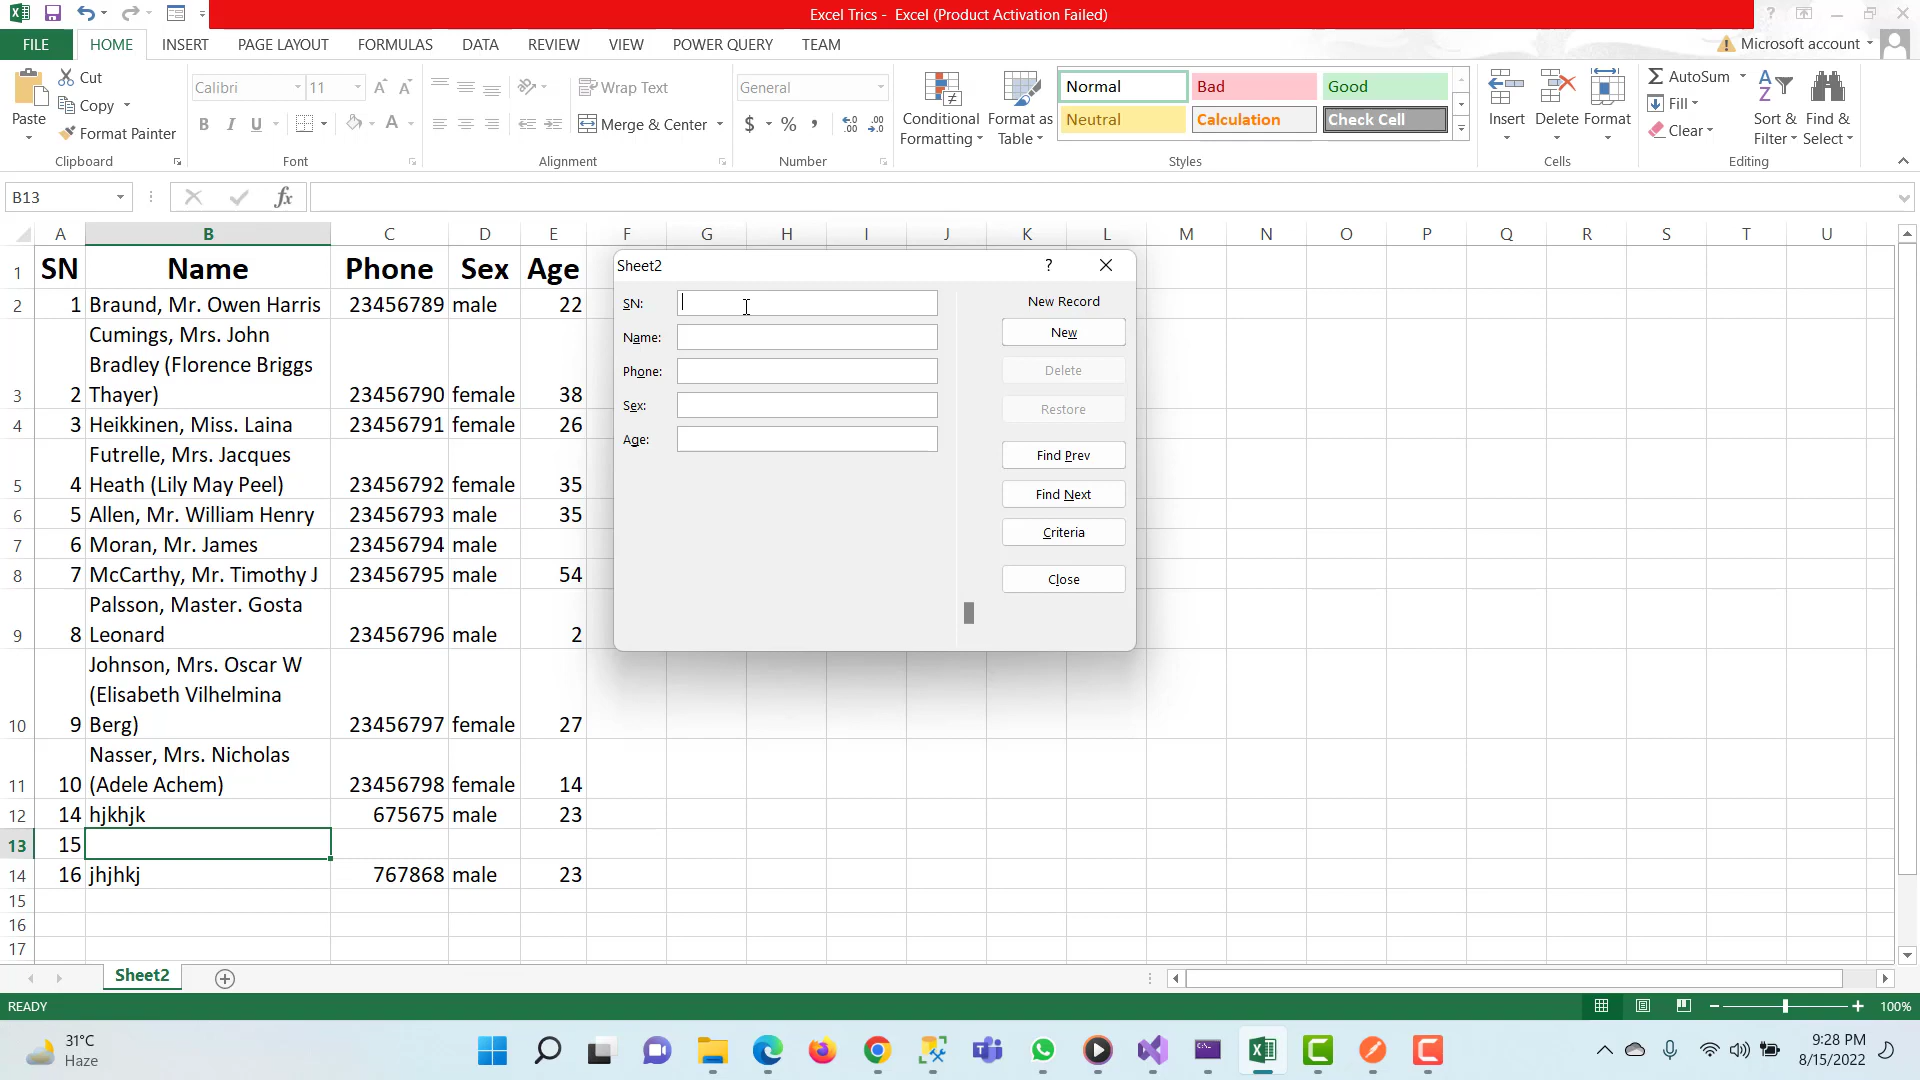 Excel Trics - Excel (Product Activation Failed)
FILE HOME INSERT PAGE LAYOUT FORMULAS DATA REVIEW VIEW POWER QUERY TEAM Microsoft account
Paste
Cut
Copy
Format Painter
Clipboard
Calibri 11
B I U
Font
Wrap Text
Merge & Center
Alignment
General
$ % ,
Number
Conditional Formatting
Format as Table
Normal Bad Good
Neutral Calculation Check Cell
Styles
Insert Delete Format
Cells
AutoSum
Fill
Clear
Sort & Filter
Find & Select
Editing
B13 fx
A B C D E F G H I J K L M N O P Q R S T U
1 SN Name Phone Sex Age
2 1 Braund, Mr. Owen Harris 23456789 male 22
Cumings, Mrs. John
Bradley (Florence Briggs
3 2 Thayer) 23456790 female 38
4 3 Heikkinen, Miss. Laina 23456791 female 26
Futrelle, Mrs. Jacques
5 4 Heath (Lily May Peel) 23456792 female 35
6 5 Allen, Mr. William Henry 23456793 male 35
7 6 Moran, Mr. James 23456794 male
8 7 McCarthy, Mr. Timothy J 23456795 male 54
Palsson, Master. Gosta
9 8 Leonard 23456796 male 2
Johnson, Mrs. Oscar W
(Elisabeth Vilhelmina
10 9 Berg) 23456797 female 27
Nasser, Mrs. Nicholas
11 10 (Adele Achem) 23456798 female 14
12 14 hjkhjk 675675 male 23
13 15
14 16 jhjhkj 767868 male 23
15
16
17
Sheet2 ?
SN:
Name:
Phone:
Sex:
Age:
New Record
New
Delete
Restore
Find Prev
Find Next
Criteria
Close
Sheet2
READY 100%
31°C
Haze
9:28 PM
8/15/2022